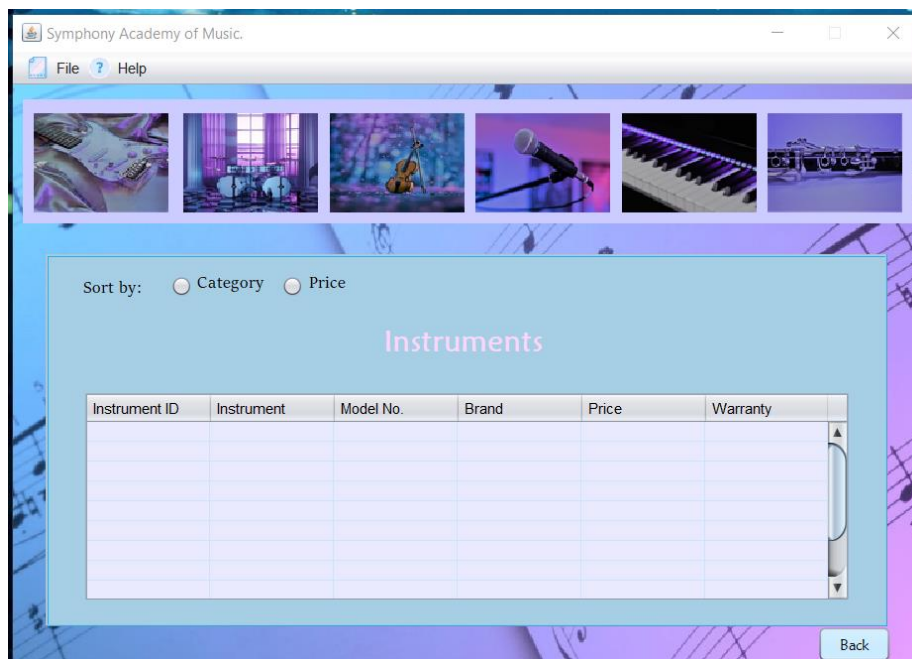 Symphony Academy of Music.
File ? Help
Sort by: Category Price
Instruments
Instrument ID Instrument Model No. Brand Price Warranty
Back